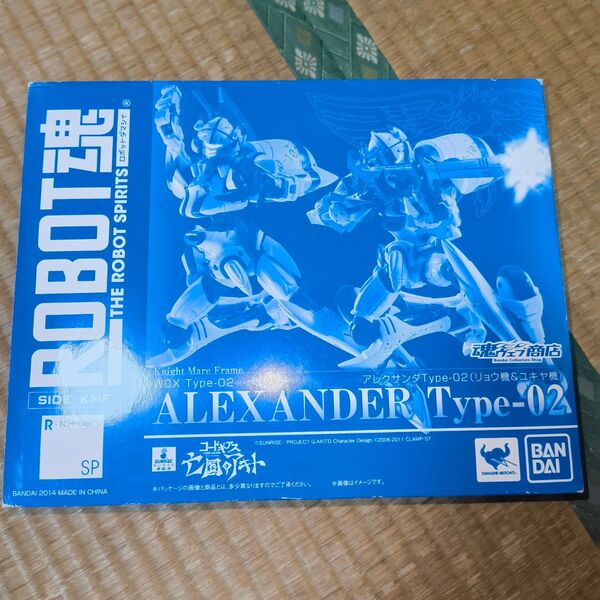 ROBOT魂
THE ROBOT SPIRITS
ロボットダマシイ
SIDE KMF
R-Number
SP
BANDAI 2014 MADE IN CHINA
魂ウェブ商店
Bandai Collectors Shop
Knight Mare Frame
W0X Type-02
アレクサンダType-02(リョウ機&ユキヤ機)
ALEXANDER Type-02
©SUNRISE/PROJECT G-AKITO Character Design ©2006-2011 CLAMP・ST
SUNRISE
コードギアス
亡国のアキト
TAMASHII NATIONS
BAN
DAI
※パッケージの画像と商品とは、多少異なりますのでご了承ください。
※画像はイメージです。